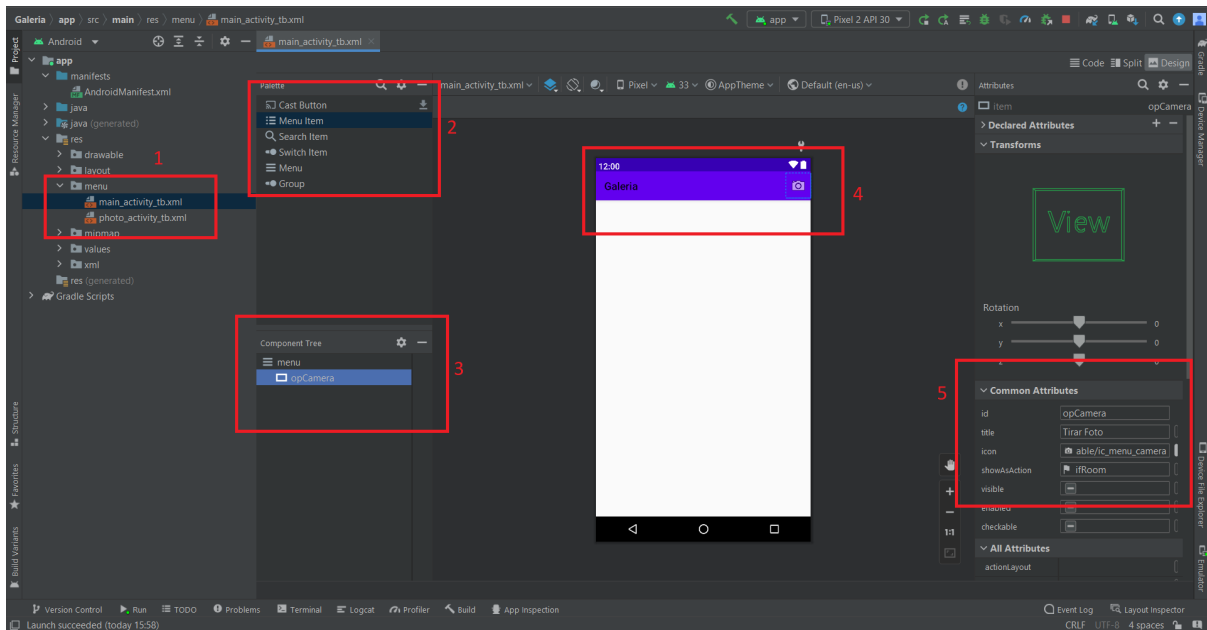 Galeria app src main res menu main_activity_tb.xml
app
Pixel 2 API 30
Android
main_activity_tb.xml
Project
Resource Manager
Structure
Favorites
Build Variants
app
manifests
AndroidManifest.xml
java
java (generated)
res
drawable
layout
menu
main_activity_tb.xml
photo_activity_tb.xml
mipmap
values
xml
res (generated)
Gradle Scripts
1
Palette
Cast Button
Menu Item
Search Item
Switch Item
Menu
Group
2
Component Tree
menu
opCamera
3
main_activity_tb.xml
Pixel
33
AppTheme
Default (en-us)
12:00
Galeria
4
1:1
Code
Split
Design
Attributes
item
opCamera
Declared Attributes
Transforms
View
Rotation
x
0
y
0
z
5
Common Attributes
id
opCamera
title
Tirar Foto
icon
able/ic_menu_camera
showAsAction
ifRoom
visible
enabled
checkable
All Attributes
actionLayout
Gradle
Device Manager
Device File Explorer
Emulator
Version Control
Run
TODO
Problems
Terminal
Logcat
Profiler
Build
App Inspection
Event Log
Layout Inspector
Launch succeeded (today 15:58)
CRLF
UTF-8
4 spaces